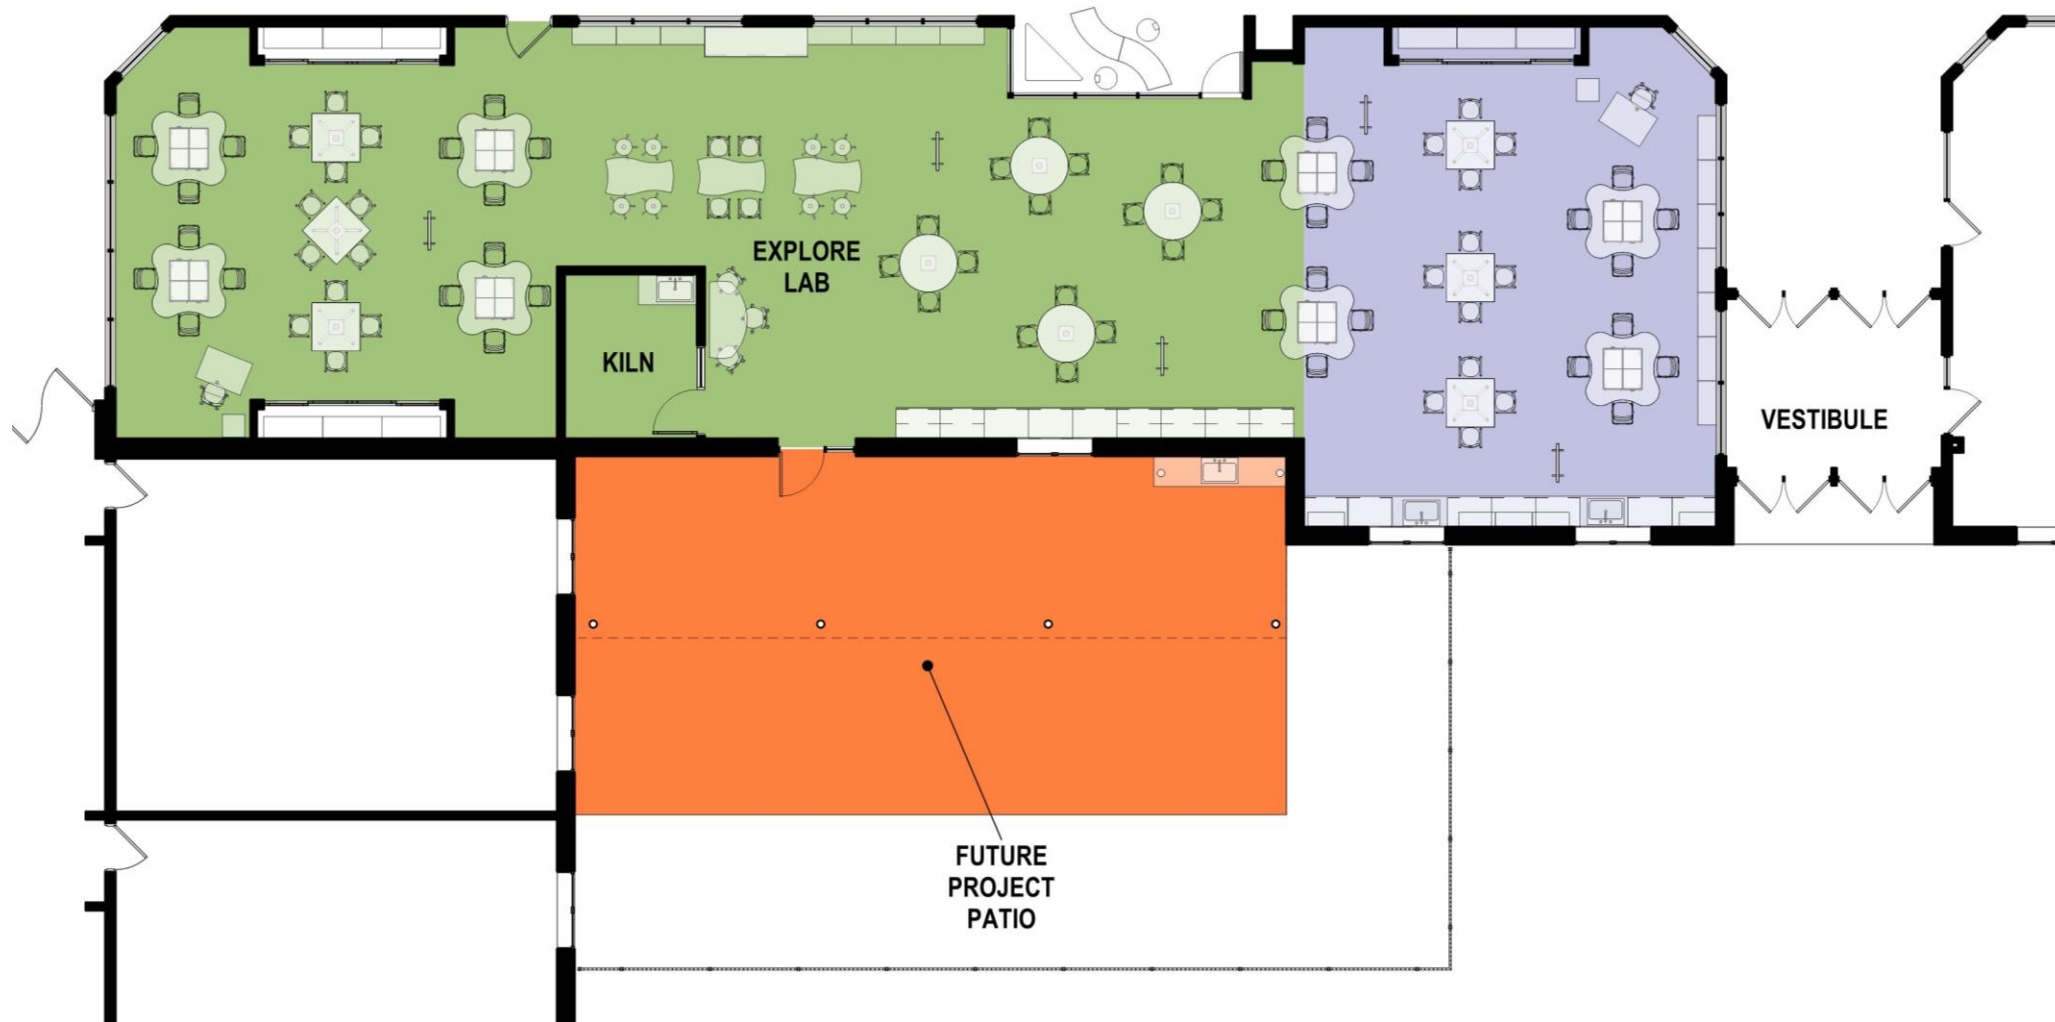 EXPLORE
LAB
KILN
VESTIBULE
FUTURE
PROJECT
PATIO